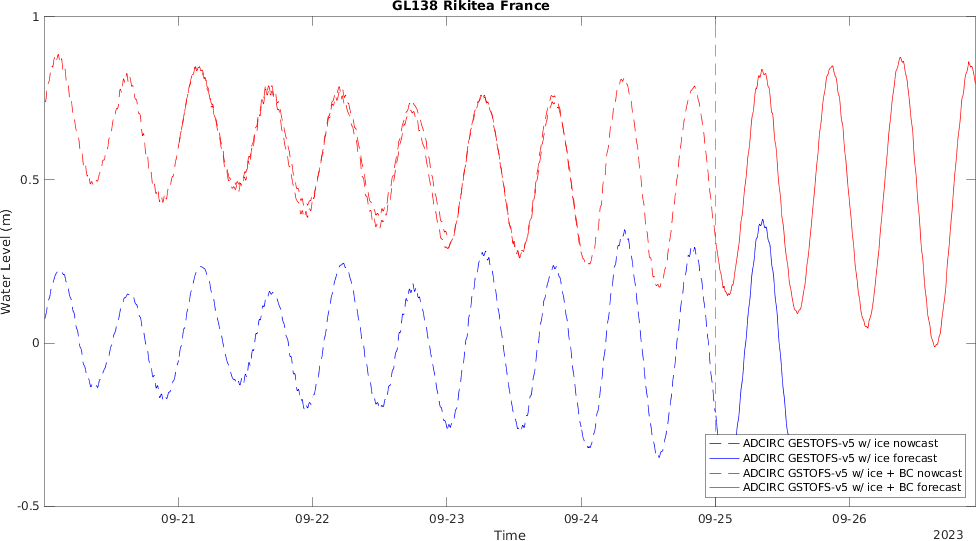 GL138 Rikitea France
Water Level (m)
1
0.5
0
-0.5
ADCIRC GESTOFS-v5 w/ ice nowcast
ADCIRC GESTOFS-v5 w/ ice forecast
ADCIRC GSTOFS-v5 w/ ice + BC nowcast
ADCIRC GSTOFS-v5 w/ ice + BC forecast
09-21 09-22 09-23 09-24 09-25 09-26
Time
2023